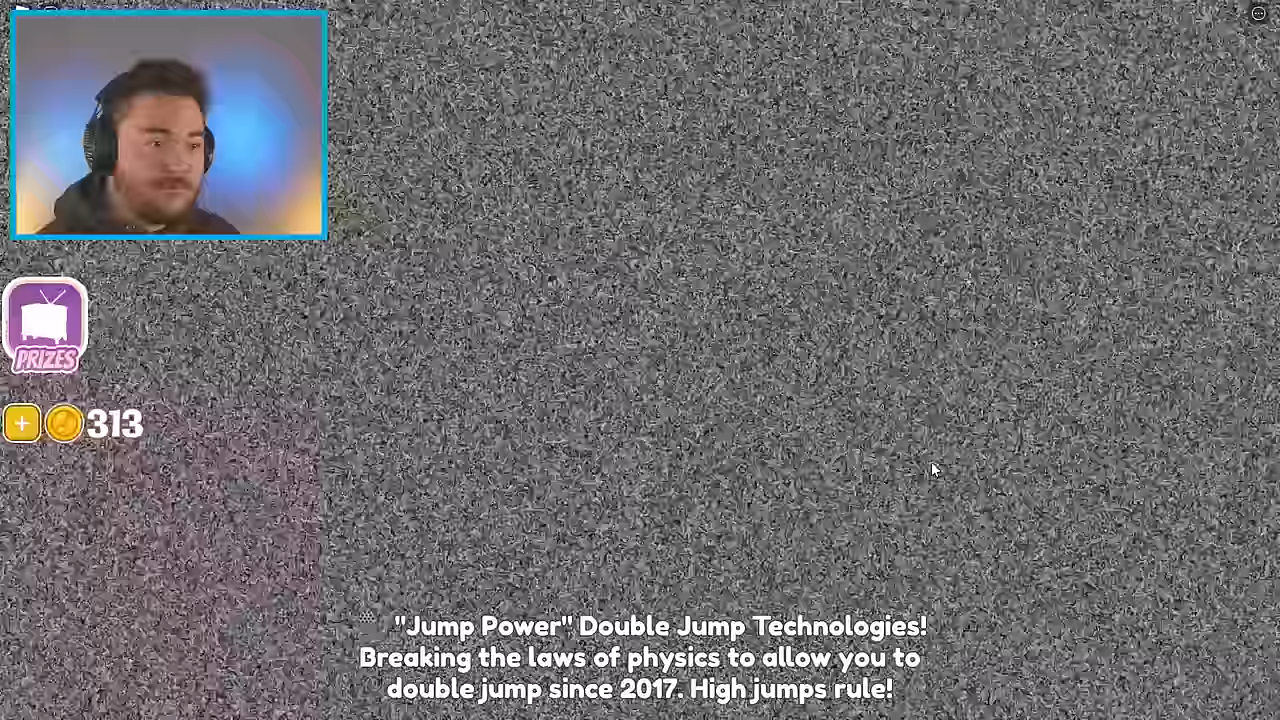 PRIZES
313
"Jump Power" Double Jump Technologies!
Breaking the laws of physics to allow you to
double jump since 2017. High jumps rule!